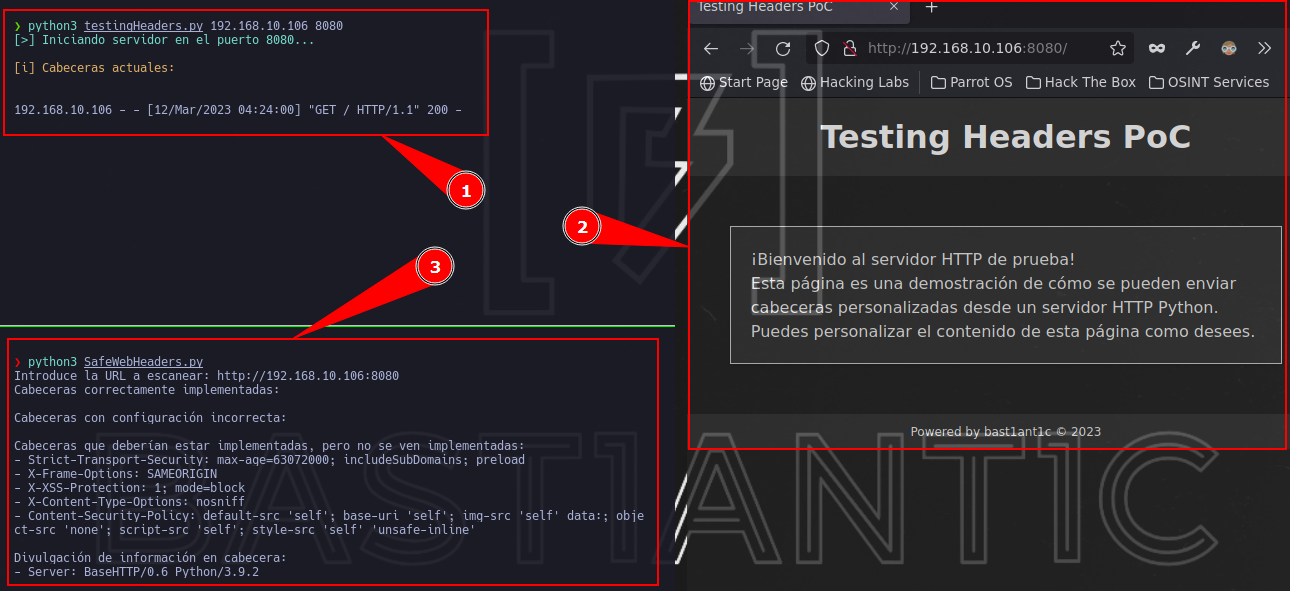 ❯ python3 testingHeaders.py 192.168.10.106 8080
[>] Iniciando servidor en el puerto 8080...
[i] Cabeceras actuales:
192.168.10.106 - - [12/Mar/2023 04:24:00] "GET / HTTP/1.1" 200 -
1
2
3
❯ python3 SafeWebHeaders.py
Introduce la URL a escanear: http://192.168.10.106:8080
Cabeceras correctamente implementadas:
Cabeceras con configuración incorrecta:
Cabeceras que deberían estar implementadas, pero no se ven implementadas:
- Strict-Transport-Security: max-age=63072000; includeSubDomains; preload
- X-Frame-Options: SAMEORIGIN
- X-XSS-Protection: 1; mode=block
- X-Content-Type-Options: nosniff
- Content-Security-Policy: default-src 'self'; base-uri 'self'; img-src 'self' data:; obje
ct-src 'none'; script-src 'self'; style-src 'self' 'unsafe-inline'
Divulgación de información en cabecera:
- Server: BaseHTTP/0.6 Python/3.9.2
Testing Headers PoC
http://192.168.10.106:8080/
Start Page Hacking Labs Parrot OS Hack The Box OSINT Services
Testing Headers PoC
¡Bienvenido al servidor HTTP de prueba!
Esta página es una demostración de cómo se pueden enviar
cabeceras personalizadas desde un servidor HTTP Python.
Puedes personalizar el contenido de esta página como desees.
Powered by bast1ant1c © 2023
BAST1ANT1C